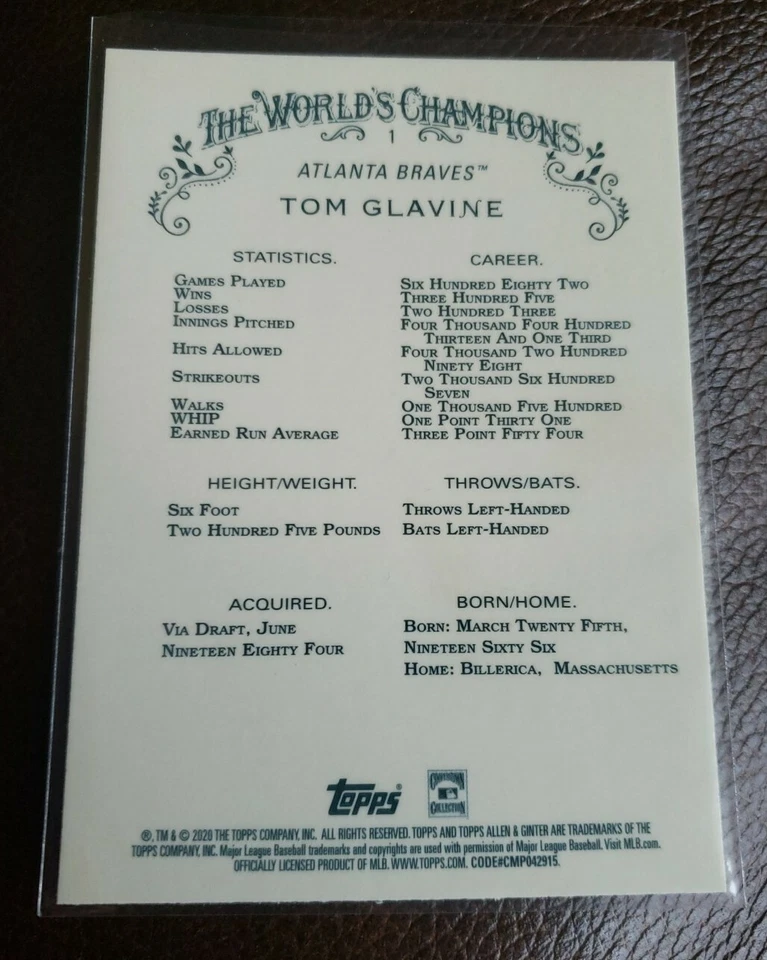 THE WORLD'S CHAMPIONS
1
ATLANTA BRAVES™
TOM GLAVINE
STATISTICS. CAREER.
GAMES PLAYED SIX HUNDRED EIGHTY TWO
WINS THREE HUNDRED FIVE
LOSSES TWO HUNDRED THREE
INNINGS PITCHED FOUR THOUSAND FOUR HUNDRED
THIRTEEN AND ONE THIRD
HITS ALLOWED FOUR THOUSAND TWO HUNDRED
NINETY EIGHT
STRIKEOUTS TWO THOUSAND SIX HUNDRED
SEVEN
WALKS ONE THOUSAND FIVE HUNDRED
WHIP ONE POINT THIRTY ONE
EARNED RUN AVERAGE THREE POINT FIFTY FOUR
HEIGHT/WEIGHT. THROWS/BATS.
SIX FOOT THROWS LEFT-HANDED
TWO HUNDRED FIVE POUNDS BATS LEFT-HANDED
ACQUIRED. BORN/HOME.
VIA DRAFT, JUNE BORN: MARCH TWENTY FIFTH,
NINETEEN EIGHTY FOUR NINETEEN SIXTY SIX
HOME: BILLERICA, MASSACHUSETTS
TOPPS® COOPERSTOWN COLLECTION
®, TM & © 2020 THE TOPPS COMPANY, INC. ALL RIGHTS RESERVED. TOPPS AND TOPPS ALLEN & GINTER ARE TRADEMARKS OF THE
TOPPS COMPANY, INC. Major League Baseball trademarks and copyrights are used with permission of Major League Baseball. Visit MLB.com.
OFFICIALLY LICENSED PRODUCT OF MLB. WWW.TOPPS.COM. CODE#CMP042915.